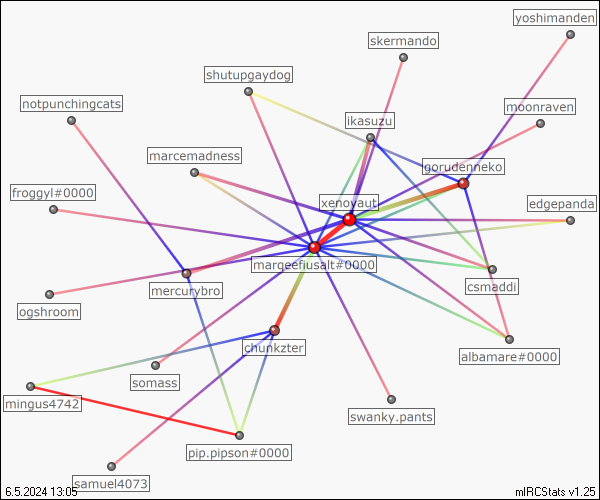 yoshimanden
skermando
shutupgaydog
notpunchingcats
moonraven
ikasuzu
marcemadness
gorudenneko
froggyl#0000
xenoyaut
edgepanda
margeefiusalt#0000
csmaddi
mercurybro
ogshroom
chunkzter
albamare#0000
somass
mingus4742
swanky.pants
pip.pipson#0000
samuel4073
6.5.2024 13:05
mIRCStats v1.25